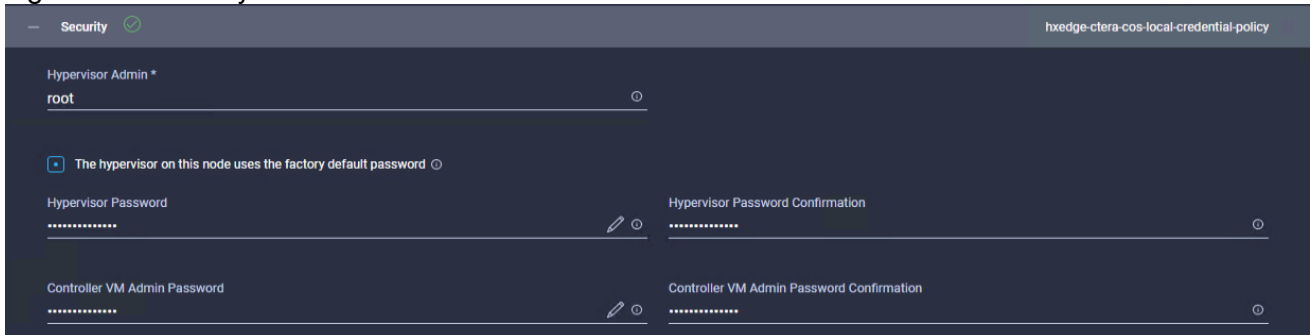 Security hxedge-ctera-cos-local-credential-policy
Hypervisor Admin *
root
The hypervisor on this node uses the factory default password
Hypervisor Password Hypervisor Password Confirmation
•••••••••••••• ••••••••••••••
Controller VM Admin Password Controller VM Admin Password Confirmation
•••••••••••••• ••••••••••••••